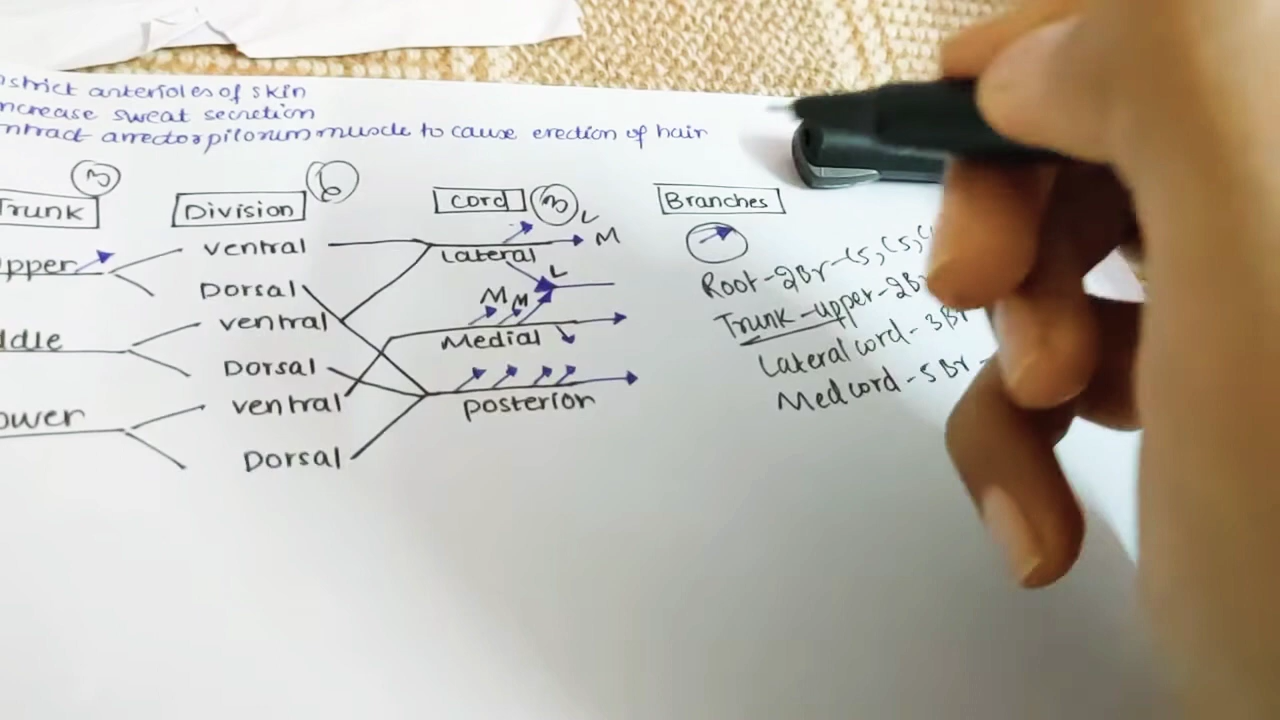 nstrict arterioles of skin
ncrease sweat secretion
ntract arrector pilorum muscle to cause erection of hair
Trunk 3 Division 6 Cord 3 Branches
L
M
pper
ventral
Lateral
Dorsal
L
M M
ddle
ventral
Medial
Dorsal
ower
ventral
Posterior
Dorsal
Root-2Br-C5, C5, C
Trunk-upper-2B
Lateral cord-3Br
Med cord-5Br-